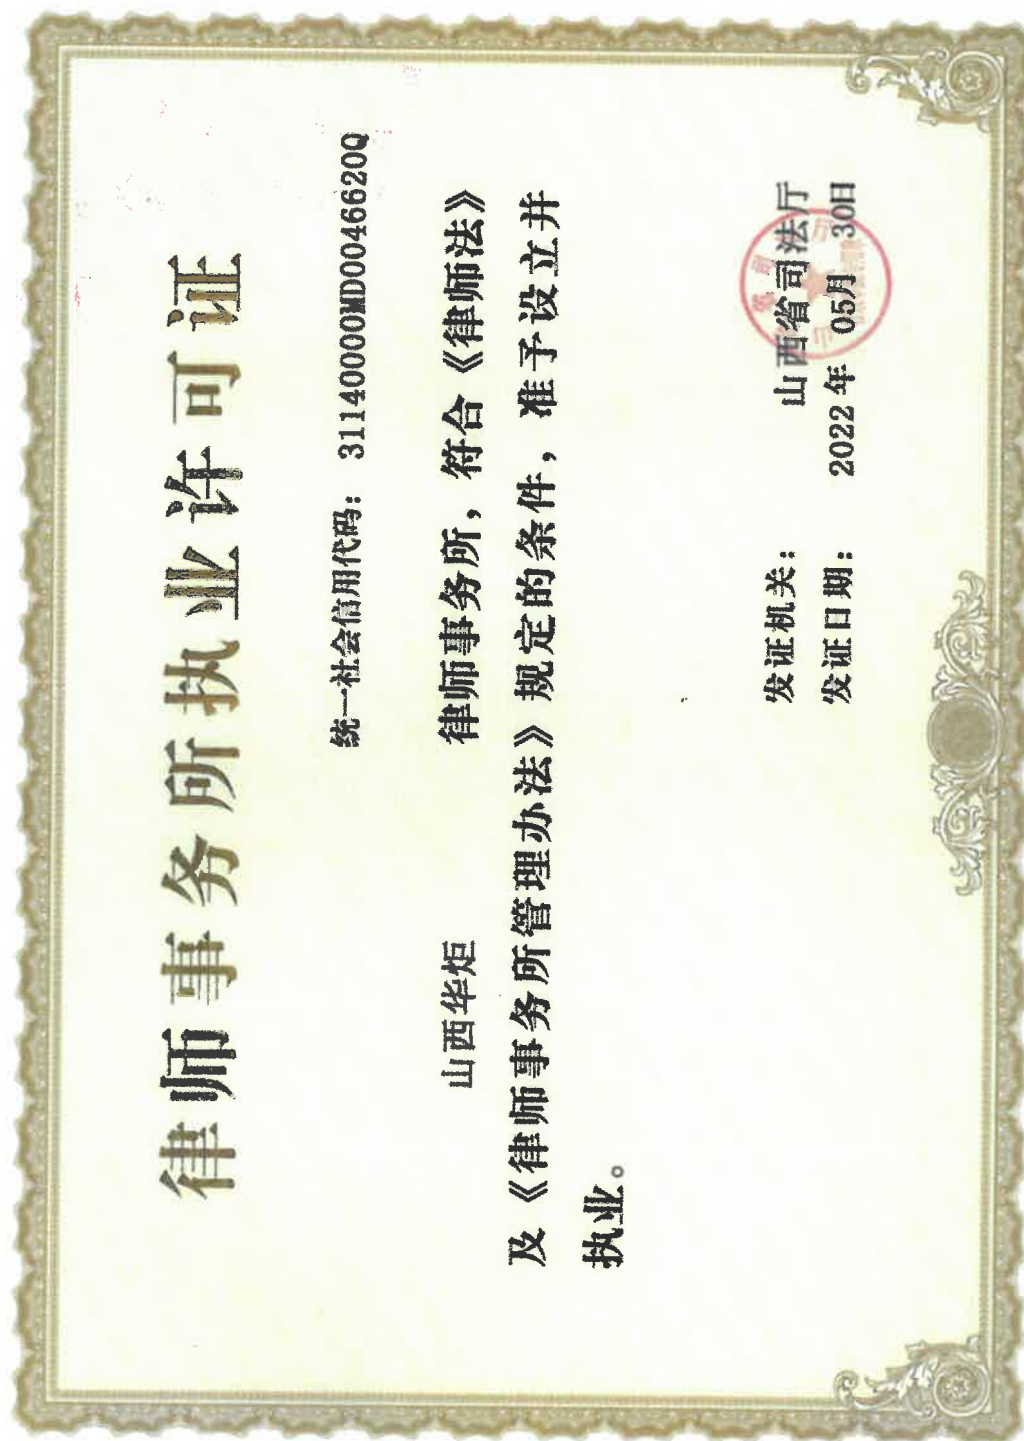 律师事务所执业许可证
统一社会信用代码：31140000MD0046620Q
山西华炬 律师事务所，符合《律师法》
及《律师事务所管理办法》规定的条件，准予设立并
执业。
发证机关：山西省司法厅
发证日期：2022年 05月 30日